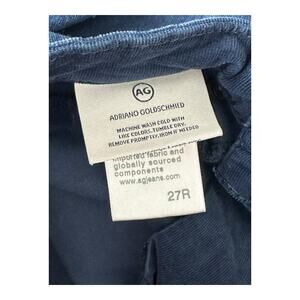 AG
ADRIANO GOLDSCHMIED
MACHINE WASH COLD WITH
LIKE COLORS. TUMBLE DRY.
REMOVE PROMPTLY. IRON IF NEEDED
imported fabric and
globally sourced
components
www.agjeans.com
27R